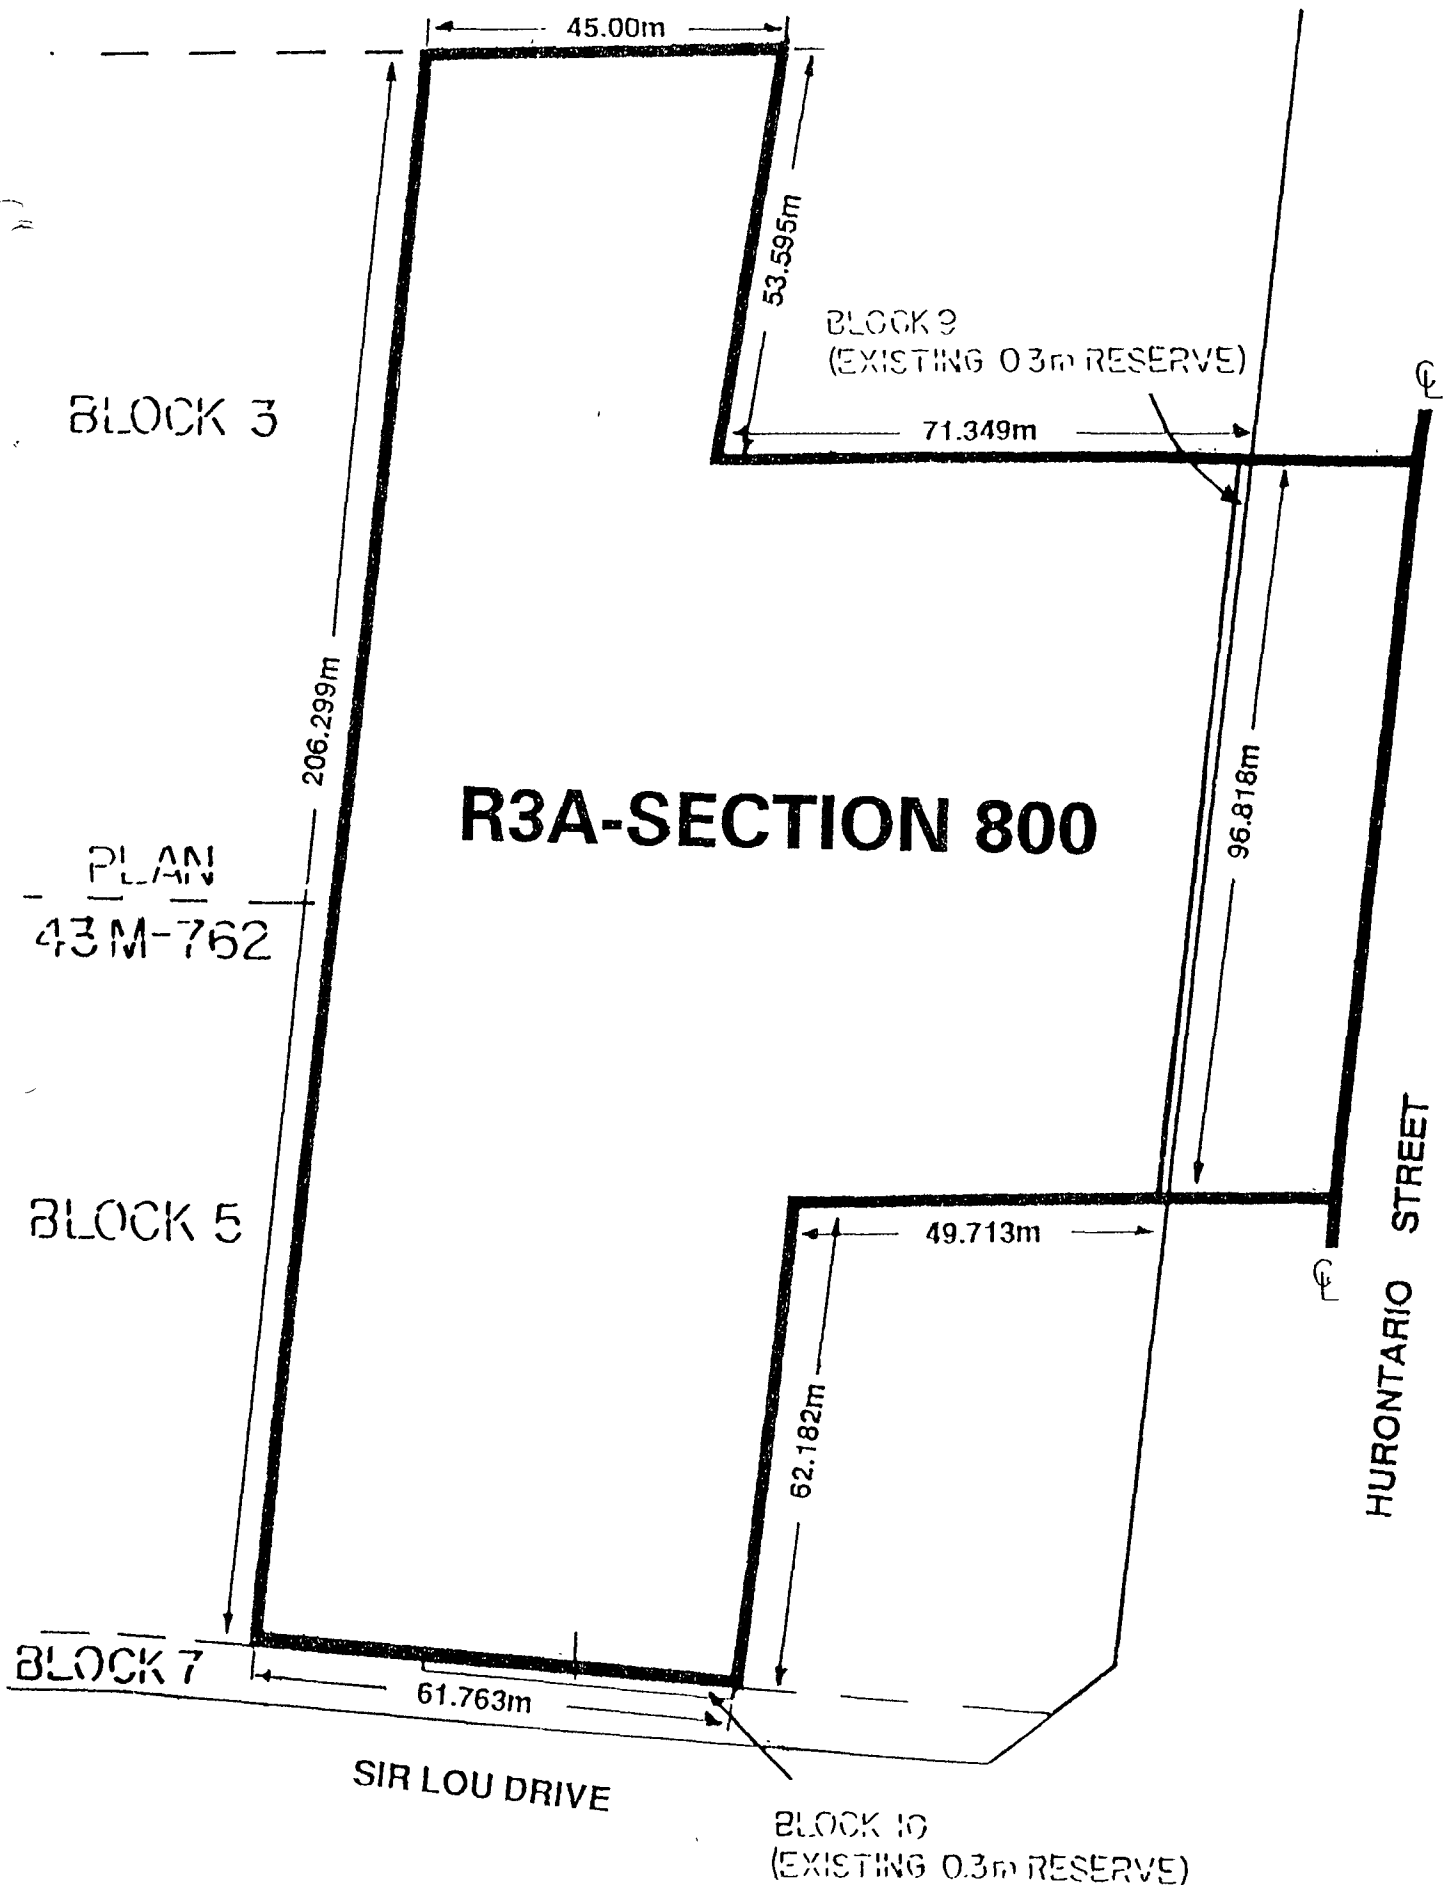 45.00m
53.595m
BLOCK 9
(EXISTING 0.3m RESERVE)
℄
BLOCK 3
71.349m
206.299m
R3A-SECTION 800
96.818m
PLAN
43M-762
BLOCK 5
49.713m
HURONTARIO STREET
℄
62.182m
BLOCK 7
61.763m
SIR LOU DRIVE
BLOCK 10
(EXISTING 0.3m RESERVE)